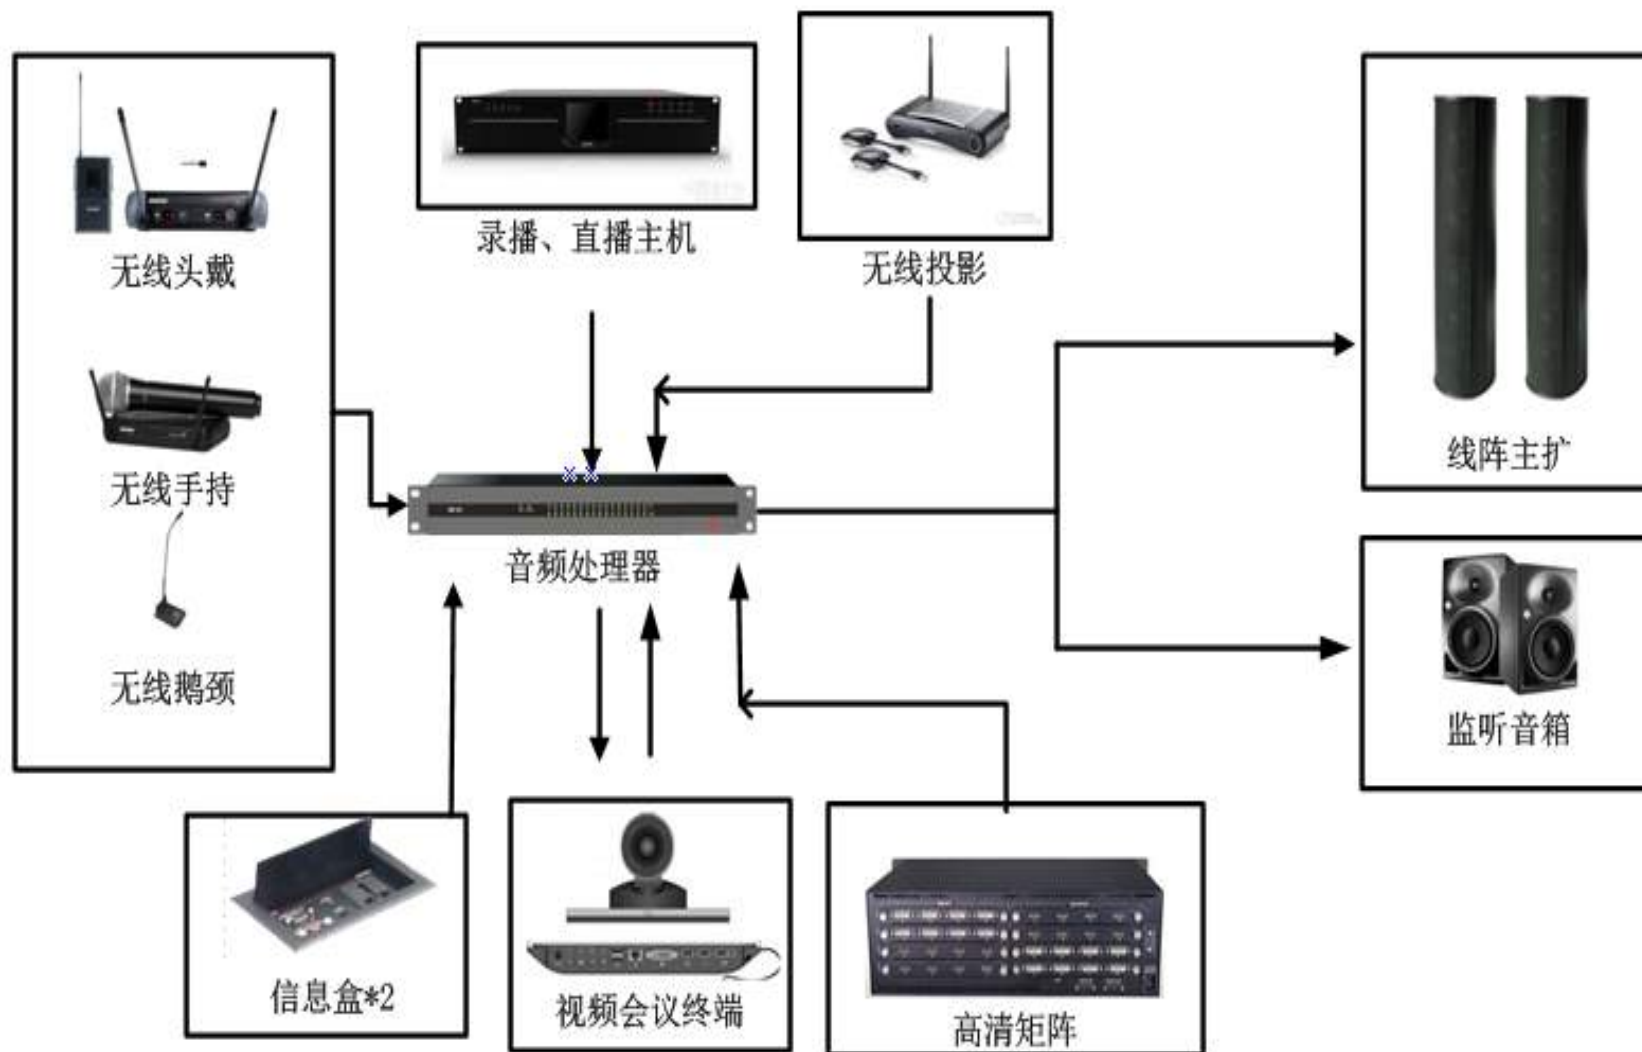 无线头戴
无线手持
无线鹅颈
录播、直播主机
无线投影
音频处理器
线阵主扩
监听音箱
信息盒*2
视频会议终端
高清矩阵